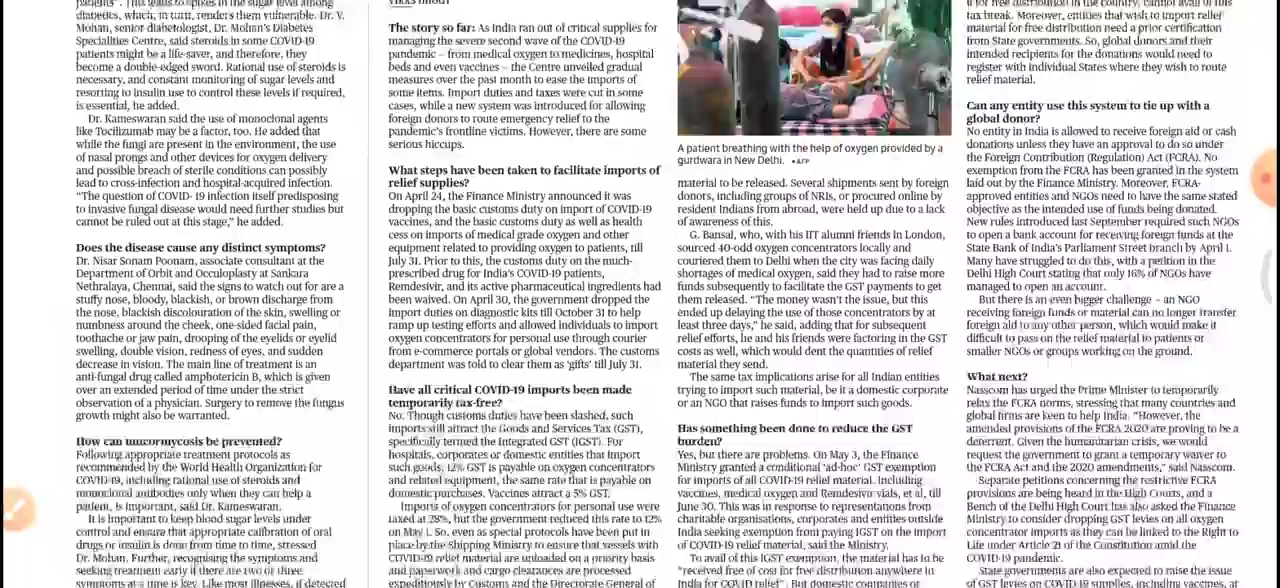 patients". This leads to spikes in the sugar level among
diabetics, which, in turn, renders them vulnerable. Dr. V.
Mohan, senior diabetologist, Dr. Mohan's Diabetes
Specialities Centre, said steroids in some COVID-19
patients might be a life-saver, and therefore, they
become a double-edged sword. Rational use of steroids is
necessary, and constant monitoring of sugar levels and
resorting to insulin use to control these levels if required,
is essential, he added.
Dr. Kameswaran said the use of monoclonal agents
like Tocilizumab may be a factor, too. He added that
while the fungi are present in the environment, the use
of nasal prongs and other devices for oxygen delivery
and possible breach of sterile conditions can possibly
lead to cross-infection and hospital-acquired infection.
"The question of COVID- 19 infection itself predisposing
to invasive fungal disease would need further studies but
cannot be ruled out at this stage," he added.
Does the disease cause any distinct symptoms?
Dr. Nisar Sonam Poonam, associate consultant at the
Department of Orbit and Occuloplasty at Sankara
Nethralaya, Chennai, said the signs to watch out for are a
stuffy nose, bloody, blackish, or brown discharge from
the nose, blackish discolouration of the skin, swelling or
numbness around the cheek, one-sided facial pain,
toothache or jaw pain, drooping of the eyelids or eyelid
swelling, double vision, redness of eyes, and sudden
decrease in vision. The main line of treatment is an
anti-fungal drug called amphotericin B, which is given
over an extended period of time under the strict
observation of a physician. Surgery to remove the fungus
growth might also be warranted.
How can mucormycosis be prevented?
Following appropriate treatment protocols as
recommended by the World Health Organization for
COVID-19, including rational use of steroids and
monoclonal antibodies only when they can help a
patient, is important, said Dr. Kameswaran.
It is important to keep blood sugar levels under
control and ensure that appropriate calibration of oral
drugs or insulin is done from time to time, stressed
Dr. Mohan. Further, recognising the symptoms and
seeking treatment early if there are two or three
symptoms at a time is key. Like most illnesses, if detected
The story so far: As India ran out of critical supplies for
managing the severe second wave of the COVID-19
pandemic – from medical oxygen to medicines, hospital
beds and even vaccines – the Centre unveiled gradual
measures over the past month to ease the imports of
some items. Import duties and taxes were cut in some
cases, while a new system was introduced for allowing
foreign donors to route emergency relief to the
pandemic's frontline victims. However, there are some
serious hiccups.
What steps have been taken to facilitate imports of
relief supplies?
On April 24, the Finance Ministry announced it was
dropping the basic customs duty on import of COVID-19
vaccines, and the basic customs duty as well as health
cess on imports of medical grade oxygen and other
equipment related to providing oxygen to patients, till
July 31. Prior to this, the customs duty on the much-
prescribed drug for India's COVID-19 patients,
Remdesivir, and its active pharmaceutical ingredients had
been waived. On April 30, the government dropped the
import duties on diagnostic kits till October 31 to help
ramp up testing efforts and allowed individuals to import
oxygen concentrators for personal use through courier
from e-commerce portals or global vendors. The customs
department was told to clear them as 'gifts' till July 31.
Have all critical COVID-19 imports been made
temporarily tax-free?
No. Though customs duties have been slashed, such
imports still attract the Goods and Services Tax (GST),
specifically termed the Integrated GST (IGST). For
hospitals, corporates or domestic entities that import
such goods, 12% GST is payable on oxygen concentrators
and related equipment, the same rate that is payable on
domestic purchases. Vaccines attract a 5% GST.
Imports of oxygen concentrators for personal use were
taxed at 28%, but the government reduced this rate to 12%
on May 1. So, even as special protocols have been put in
place by the Shipping Ministry to ensure that vessels with
COVID-19 relief material are unloaded on a priority basis
and paperwork and cargo clearances are processed
expeditiously by Customs and the Directorate General of
A patient breathing with the help of oxygen provided by a
gurdwara in New Delhi. •AFP
material to be released. Several shipments sent by foreign
donors, including groups of NRIs, or procured online by
resident Indians from abroad, were held up due to a lack
of awareness of this.
G. Bansal, who, with his IIT alumni friends in London,
sourced 40-odd oxygen concentrators locally and
couriered them to Delhi when the city was facing daily
shortages of medical oxygen, said they had to raise more
funds subsequently to facilitate the GST payments to get
them released. "The money wasn't the issue, but this
ended up delaying the use of those concentrators by at
least three days," he said, adding that for subsequent
relief efforts, he and his friends were factoring in the GST
costs as well, which would dent the quantities of relief
material they send.
The same tax implications arise for all Indian entities
trying to import such material, be it a domestic corporate
or an NGO that raises funds to import such goods.
Has something been done to reduce the GST
burden?
Yes, but there are problems. On May 3, the Finance
Ministry granted a conditional 'ad-hoc' GST exemption
for imports of all COVID-19 relief material. Including
vaccines, medical oxygen and Remdesivir vials, et al, till
June 30. This was in response to representations from
charitable organisations, corporates and entities outside
India seeking exemption from paying IGST on the import
of COVID-19 relief material, said the Ministry.
To avail of this IGST exemption, the material has to be
"received free of cost for free distribution anywhere in
India for COVID relief". But domestic companies or
it for free distribution in the country, cannot avail of this
tax break. Moreover, entities that wish to import relief
material for free distribution need a prior certification
from State governments. So, global donors and their
intended recipients for the donations would need to
register with individual States where they wish to route
relief material.
Can any entity use this system to tie up with a
global donor?
No entity in India is allowed to receive foreign aid or cash
donations unless they have an approval to do so under
the Foreign Contribution (Regulation) Act (FCRA). No
exemption from the FCRA has been granted in the system
laid out by the Finance Ministry. Moreover, FCRA-
approved entities and NGOs need to have the same stated
objective as the intended use of funds being donated.
New rules introduced last September required such NGOs
to open a bank account for receiving foreign funds at the
State Bank of India's Parliament Street branch by April 1.
Many have struggled to do this, with a petition in the
Delhi High Court stating that only 16% of NGOs have
managed to open an account.
But there is an even bigger challenge – an NGO
receiving foreign funds or material can no longer transfer
foreign aid to any other person, which would make it
difficult to pass on the relief material to patients or
smaller NGOs or groups working on the ground.
What next?
Nasscom has urged the Prime Minister to temporarily
relax the FCRA norms, stressing that many countries and
global firms are keen to help India. "However, the
amended provisions of the FCRA 2020 are proving to be a
deterrent. Given the humanitarian crisis, we would
request the government to grant a temporary waiver to
the FCRA Act and the 2020 amendments," said Nasscom.
Separate petitions concerning the restrictive FCRA
provisions are being heard in the High Courts, and a
Bench of the Delhi High Court has also asked the Finance
Ministry to consider dropping GST levies on all oxygen
concentrator imports as they can be linked to the Right to
Life under Article 21 of the Constitution amid the
COVID-19 pandemic.
State governments are also expected to raise the issue
of GST levies on COVID-19 supplies, including vaccines, at